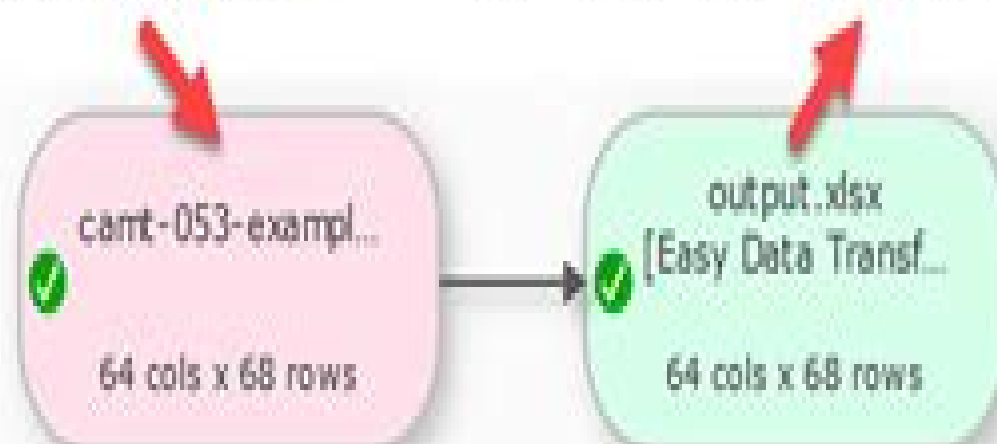 camt-053-exampl...
64 cols x 68 rows
output.xlsx
[Easy Data Transf...
64 cols x 68 rows